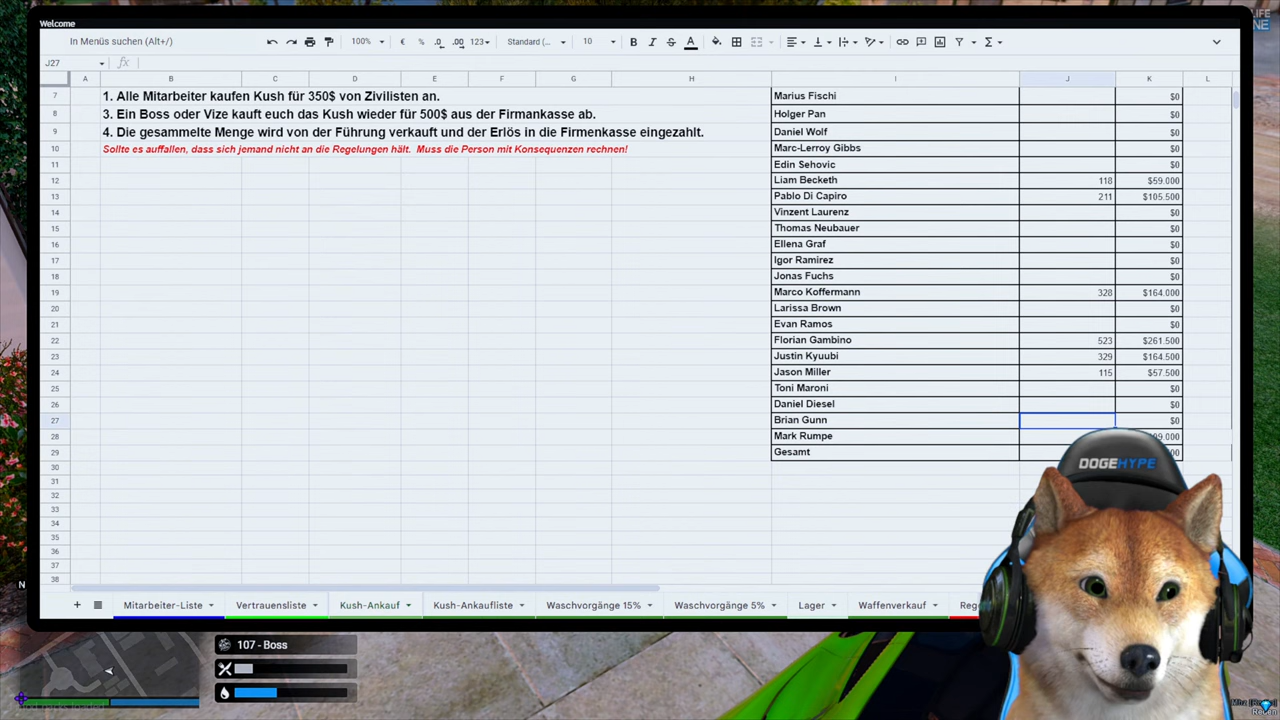 Welcome
In Menüs suchen (Alt+/)
100%
€
%
.0
.00
123
Standard (...
10
B
I
S
A
Σ
J27
fx
A B C D E F G H I J K L
7 1. Alle Mitarbeiter kaufen Kush für 350$ von Zivilisten an. Marius Fischi $0
8 3. Ein Boss oder Vize kauft euch das Kush wieder für 500$ aus der Firmankasse ab. Holger Pan $0
9 4. Die gesammelte Menge wird von der Führung verkauft und der Erlös in die Firmenkasse eingezahlt. Daniel Wolf $0
10 Sollte es auffallen, dass sich jemand nicht an die Regelungen hält. Muss die Person mit Konsequenzen rechnen! Marc-Lerroy Gibbs $0
11 Edin Sehovic $0
12 Liam Becketh 118 $59.000
13 Pablo Di Capiro 211 $105.500
14 Vinzent Laurenz $0
15 Thomas Neubauer $0
16 Ellena Graf $0
17 Igor Ramirez $0
18 Jonas Fuchs $0
19 Marco Koffermann 328 $164.000
20 Larissa Brown $0
21 Evan Ramos $0
22 Florian Gambino 523 $261.500
23 Justin Kyuubi 329 $164.500
24 Jason Miller 115 $57.500
25 Toni Maroni $0
26 Daniel Diesel $0
27 Brian Gunn $0
28 Mark Rumpe
29 Gesamt
30
31
32
33
34
35
36
37
38
DOGEHYPE
N
+ Mitarbeiter-Liste Vertrauensliste Kush-Ankauf Kush-Ankaufliste Waschvorgänge 15% Waschvorgänge 5% Lager Waffenverkauf
107 - Boss